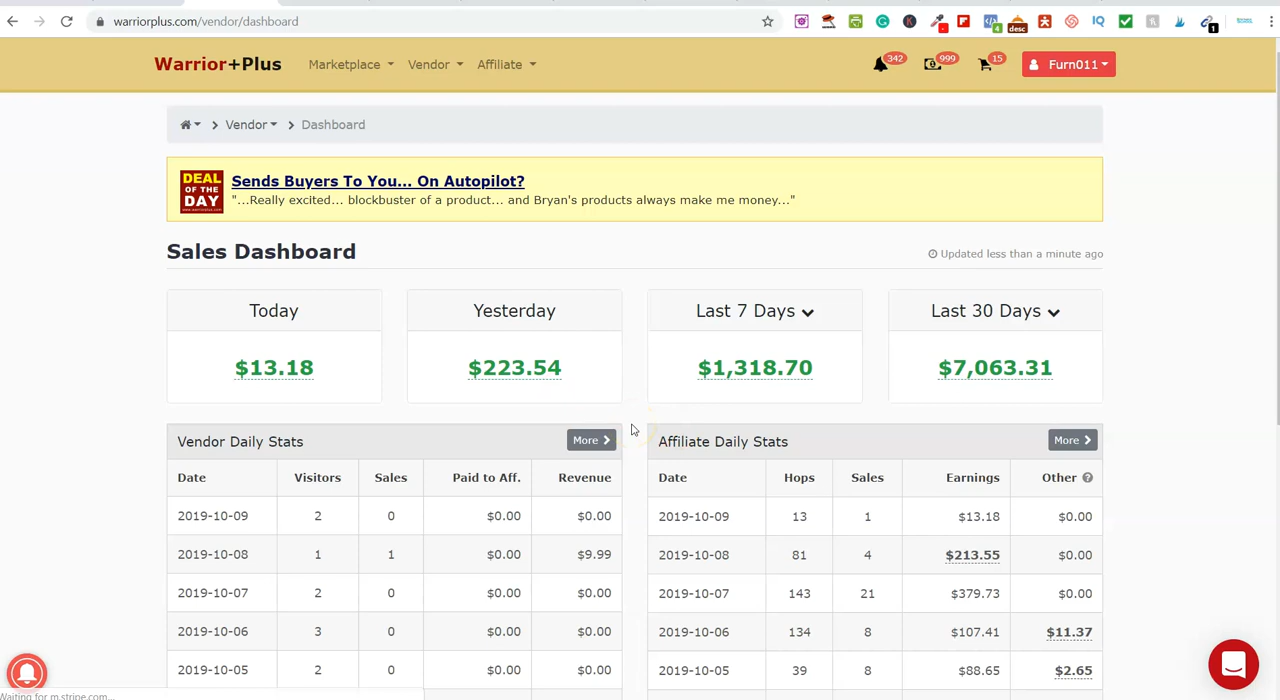 warriorplus.com/vendor/dashboard
4
desc
IQ
1
Warrior+Plus
Marketplace
Vendor
Affiliate
342
999
15
Furn011
Vendor
Dashboard
DEAL OF THE DAY
www.warriorplus.com
Sends Buyers To You... On Autopilot?
"...Really excited... blockbuster of a product... and Bryan's products always make me money..."
Sales Dashboard
Updated less than a minute ago
Today
Yesterday
Last 7 Days
Last 30 Days
$13.18
$223.54
$1,318.70
$7,063.31
Vendor Daily Stats
More
Date Visitors Sales Paid to Aff. Revenue
2019-10-09 2 0 $0.00 $0.00
2019-10-08 1 1 $0.00 $9.99
2019-10-07 2 0 $0.00 $0.00
2019-10-06 3 0 $0.00 $0.00
2019-10-05 2 0 $0.00 $0.00
Affiliate Daily Stats
More
Date Hops Sales Earnings Other
2019-10-09 13 1 $13.18 $0.00
2019-10-08 81 4 $213.55 $0.00
2019-10-07 143 21 $379.73 $0.00
2019-10-06 134 8 $107.41 $11.37
2019-10-05 39 8 $88.65 $2.65
Waiting for m.stripe.com...